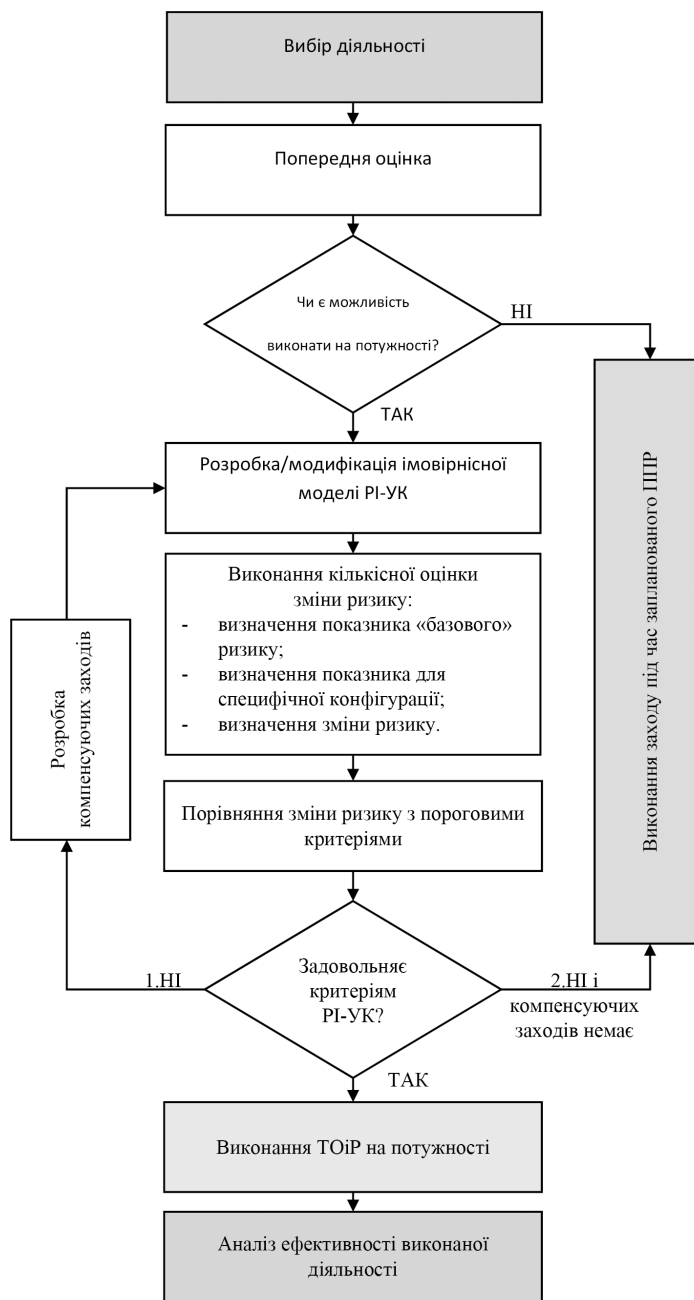 Вибір діяльності
Попередня оцінка
Чи є можливість
виконати на потужності?
НІ
ТАК
Розробка/модифікація імовірнісної
моделі РІ-УК
Виконання кількісної оцінки
зміни ризику:
- визначення показника «базового»
ризику;
- визначення показника для
специфічної конфігурації;
- визначення зміни ризику.
Розробка
компенсуючих заходів
Виконання заходу під час запланованого ППР
Порівняння зміни ризику з пороговими
критеріями
Задовольняє
критеріям
РІ-УК?
1.НІ
2.НІ і
компенсуючих
заходів немає
ТАК
Виконання ТОіР на потужності
Аналіз ефективності виконаної
діяльності